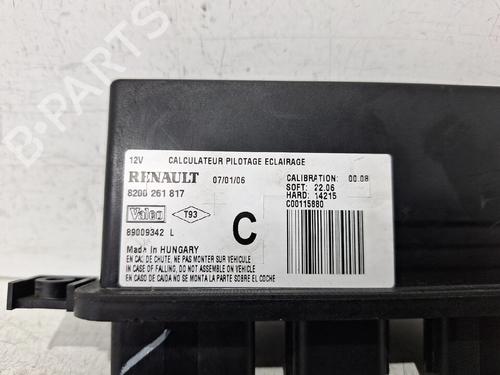 B-PARTS
12V CALCULATEUR PILOTAGE ECLAIRAGE
RENAULT 07/01/06 CALIBRATION: 00.08
8200 261 817 SOFT: 22.06
HARD: 14215
C00115880
Valeo T93
89009342 L C
Made In HUNGARY
EN CAS DE CHUTE, NE PAS MONTER SUR VEHICULE
IN CASE OF FALLING, DO NOT ASSEMBLE ON VEHICLE
EN CASO DE CAIDA NO SE MONTA LA PARTE SOBRE EL COCHE